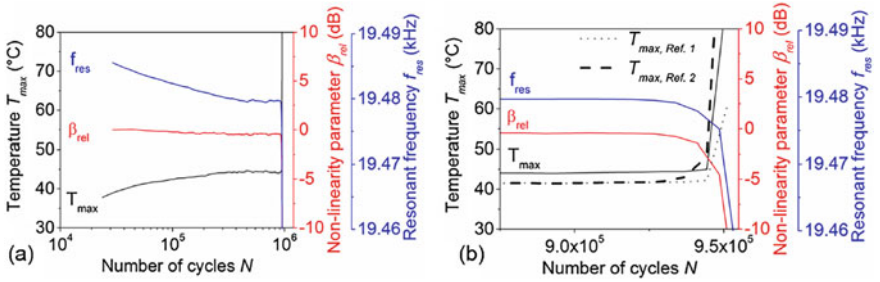 80
70
60
50
40
30
Temperature T_max (°C)
f_res
β_rel
T_max
10
5
0
-5
-10
Non-linearity parameter β_rel (dB)
19.49
19.48
19.47
19.46
Resonant frequency f_res (kHz)
10^4
10^5
10^6
Number of cycles N
(a)
80
70
60
50
40
30
Temperature T_max (°C)
T_max, Ref. 1
T_max, Ref. 2
f_res
β_rel
T_max
10
5
0
-5
-10
Non-linearity parameter β_rel (dB)
19.49
19.48
19.47
19.46
Resonant frequency f_res (kHz)
9.0x10^5
9.5x10^5
Number of cycles N
(b)